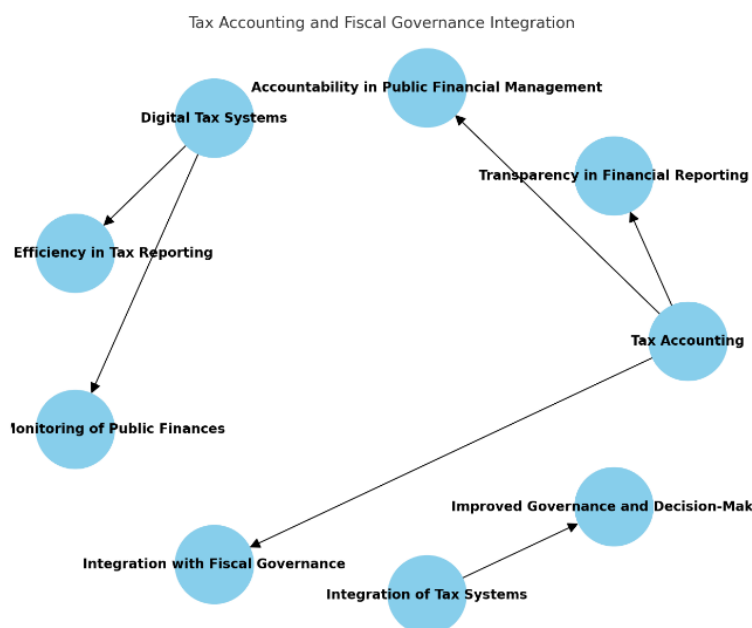 Tax Accounting and Fiscal Governance Integration
Accountability in Public Financial Management
Digital Tax Systems
Transparency in Financial Reporting
Efficiency in Tax Reporting
Tax Accounting
Monitoring of Public Finances
Improved Governance and Decision-Mak
Integration with Fiscal Governance
Integration of Tax Systems